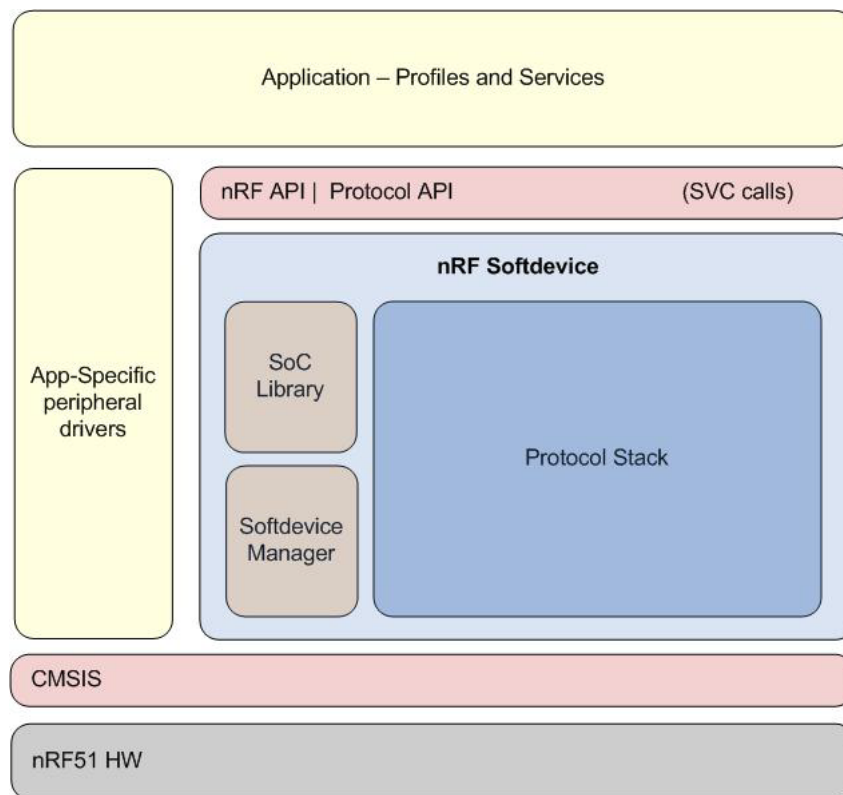 Application – Profiles and Services
nRF API | Protocol API (SVC calls)
nRF Softdevice
App-Specific
peripheral
drivers
SoC
Library
Protocol Stack
Softdevice
Manager
CMSIS
nRF51 HW